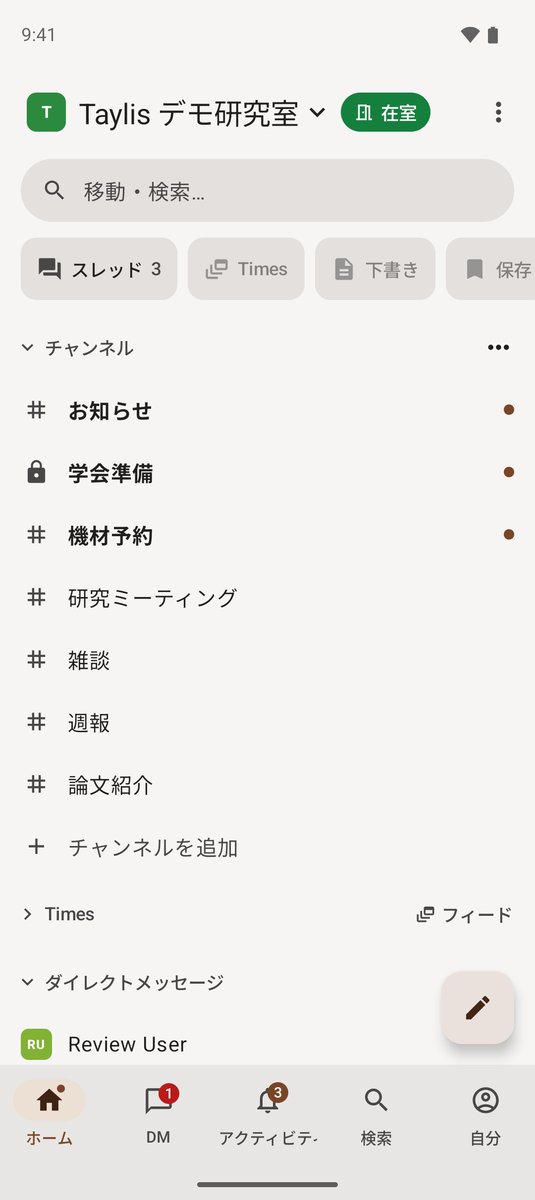 9:41
T Taylis デモ研究室 在室
移動・検索...
スレッド 3 Times 下書き 保存
チャンネル
お知らせ
学会準備
機材予約
研究ミーティング
雑談
週報
論文紹介
チャンネルを追加
Times フィード
ダイレクトメッセージ
RU Review User
1 3
ホーム DM アクティビティ 検索 自分